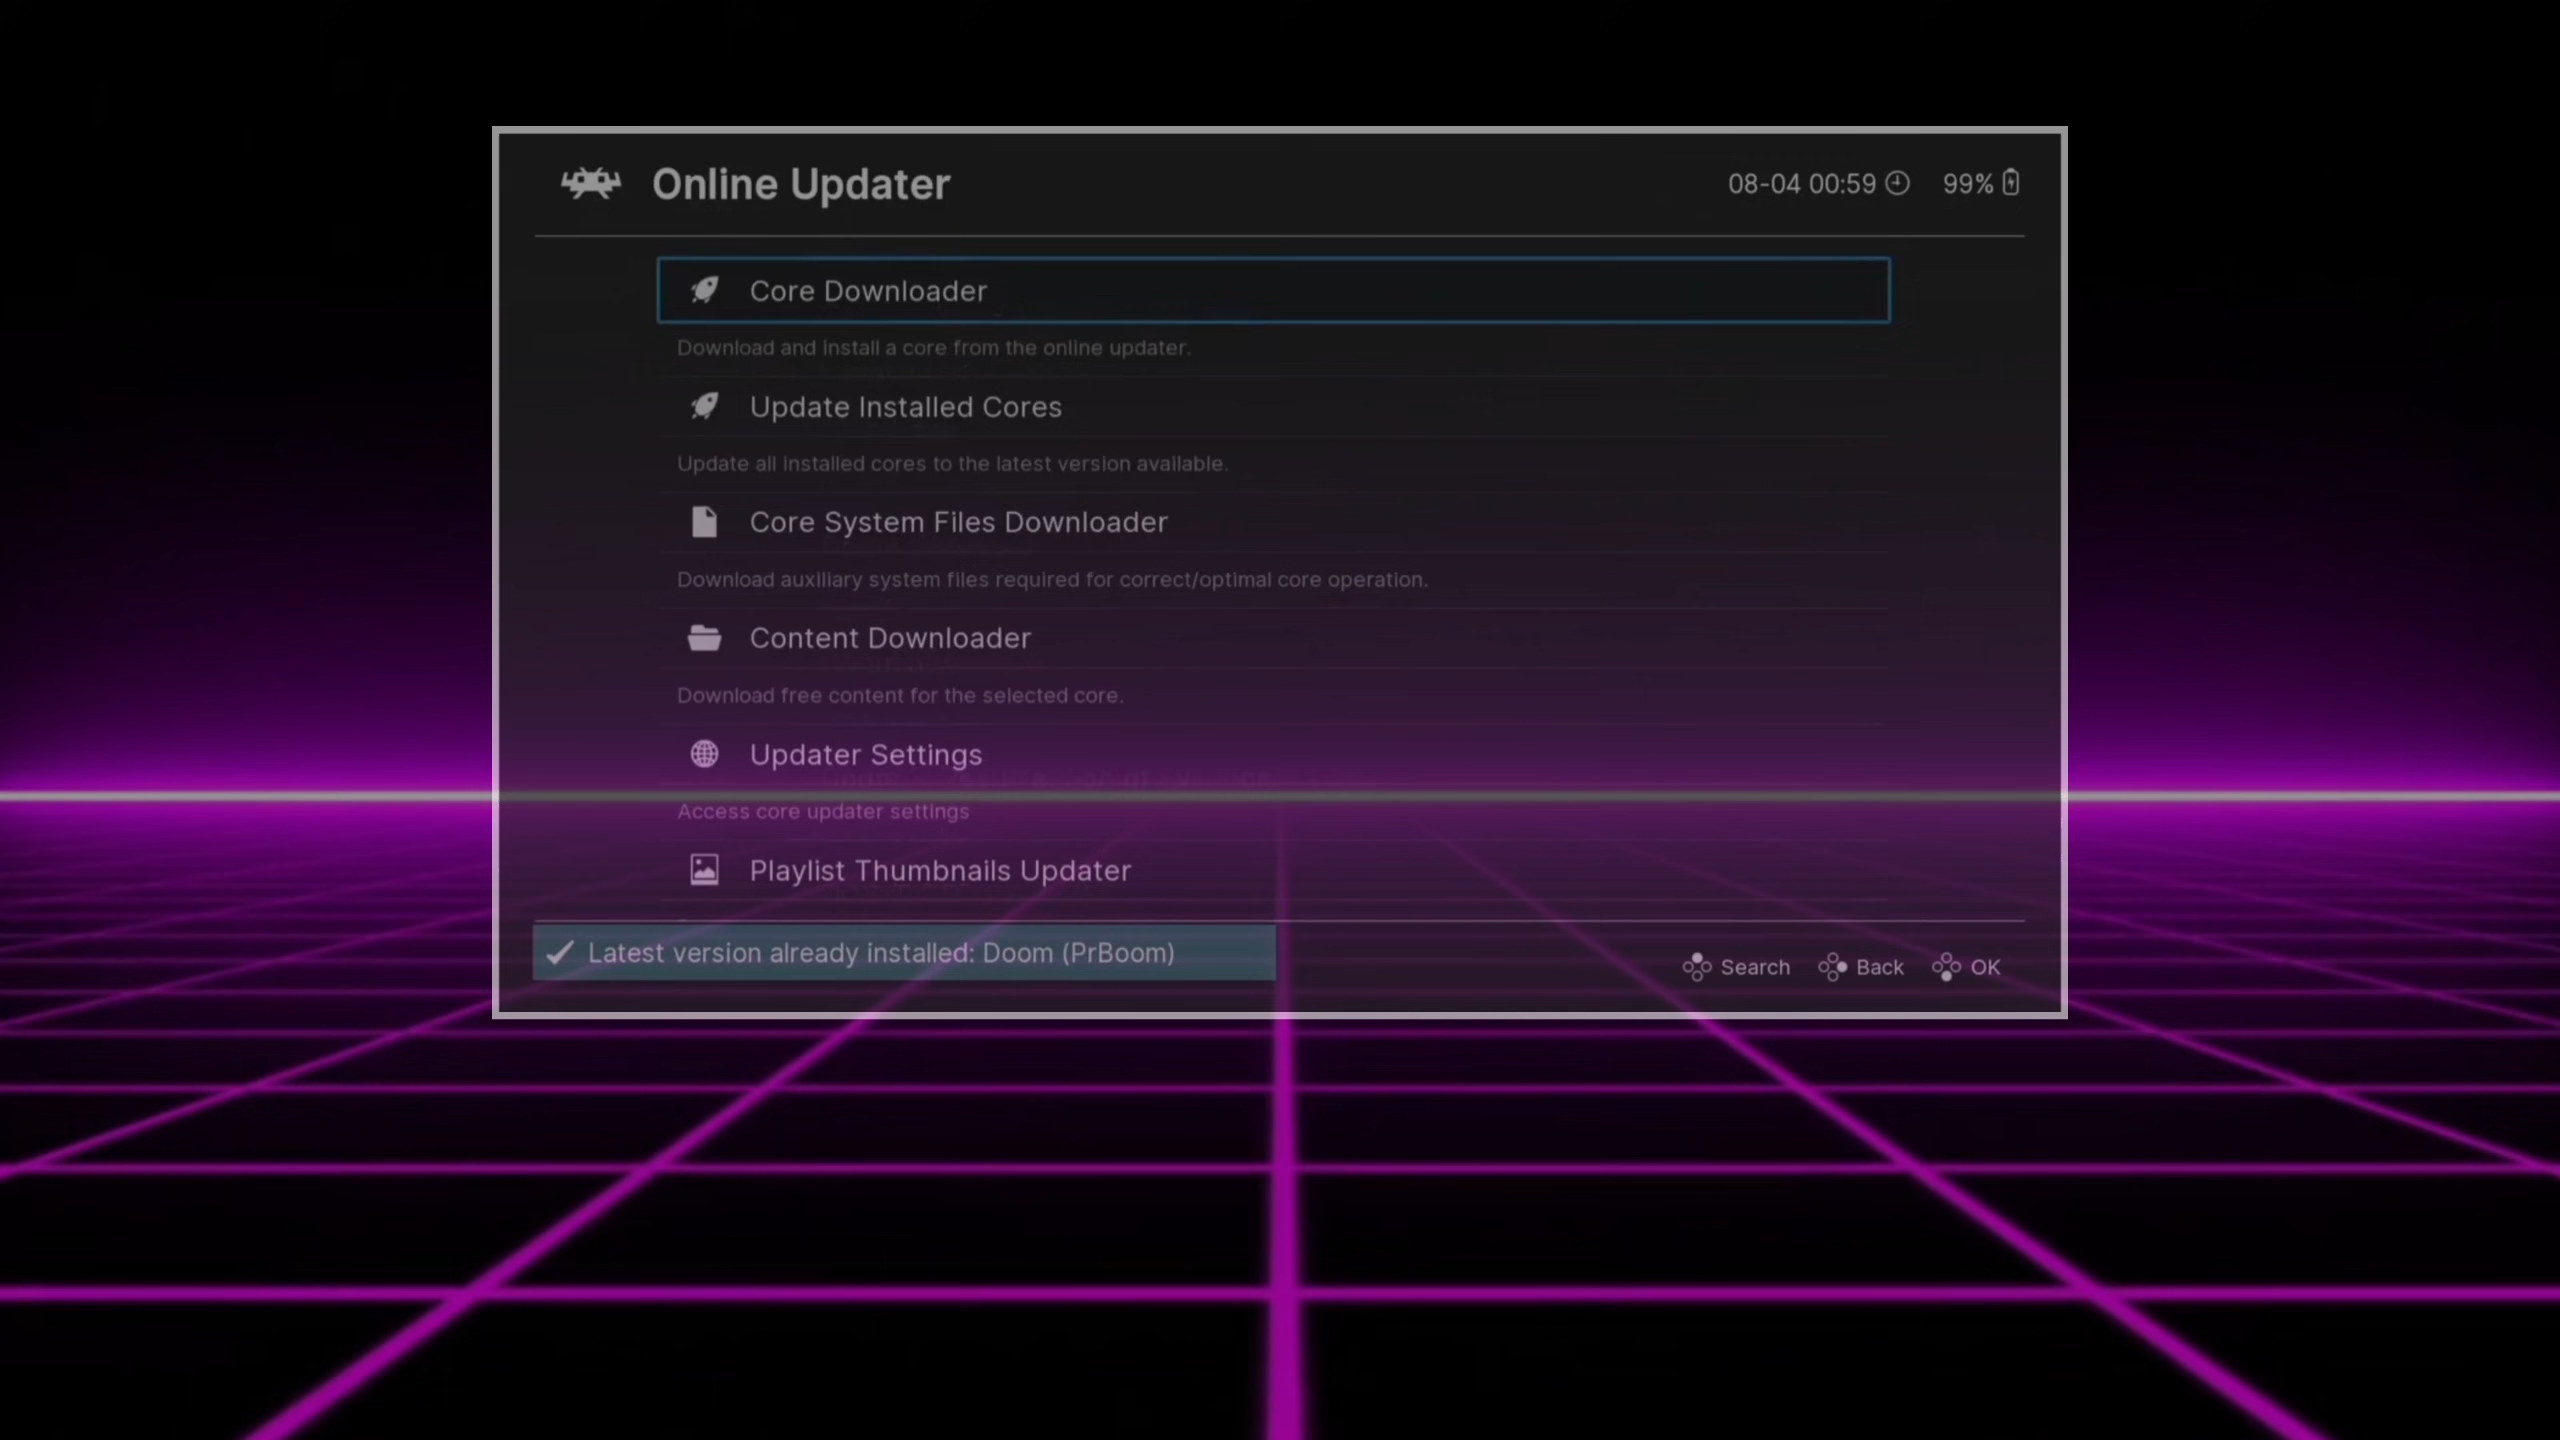 Online Updater
08-04 00:59 99%
Core Downloader
Download and install a core from the online updater.
Update Installed Cores
Update all installed cores to the latest version available.
Core System Files Downloader
Download auxiliary system files required for correct/optimal core operation.
Content Downloader
Download free content for the selected core.
Updater Settings
Access core updater settings
Playlist Thumbnails Updater
Latest version already installed: Doom (PrBoom)
Search Back OK